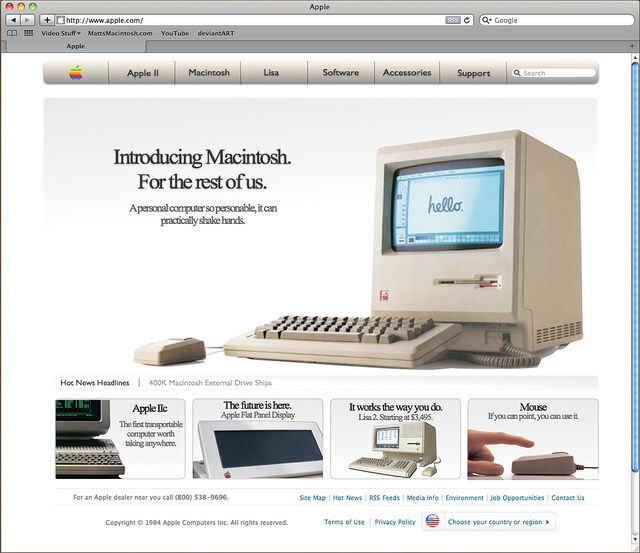 Apple
http://www.apple.com/
RSS
Google
Video Stuff
MattsMacintosh.com
YouTube
deviantART
Apple
Apple II
Macintosh
Lisa
Software
Accessories
Support
Search
Introducing Macintosh.
For the rest of us.
A personal computer so personable, it can
practically shake hands.
hello.
Hot News Headlines | 400K Macintosh External Drive Ships
Apple IIc
The first transportable
computer worth
taking anywhere.
The future is here.
Apple Flat Panel Display
It works the way you do.
Lisa 2. Starting at $3,495.
Mouse
If you can point, you can use it.
For an Apple dealer near you call (800) 538-9696.
Site Map | Hot News | RSS Feeds | Media Info | Environment | Job Opportunities | Contact Us
Copyright © 1984 Apple Computers Inc. All rights reserved.
Terms of Use | Privacy Policy
Choose your country or region